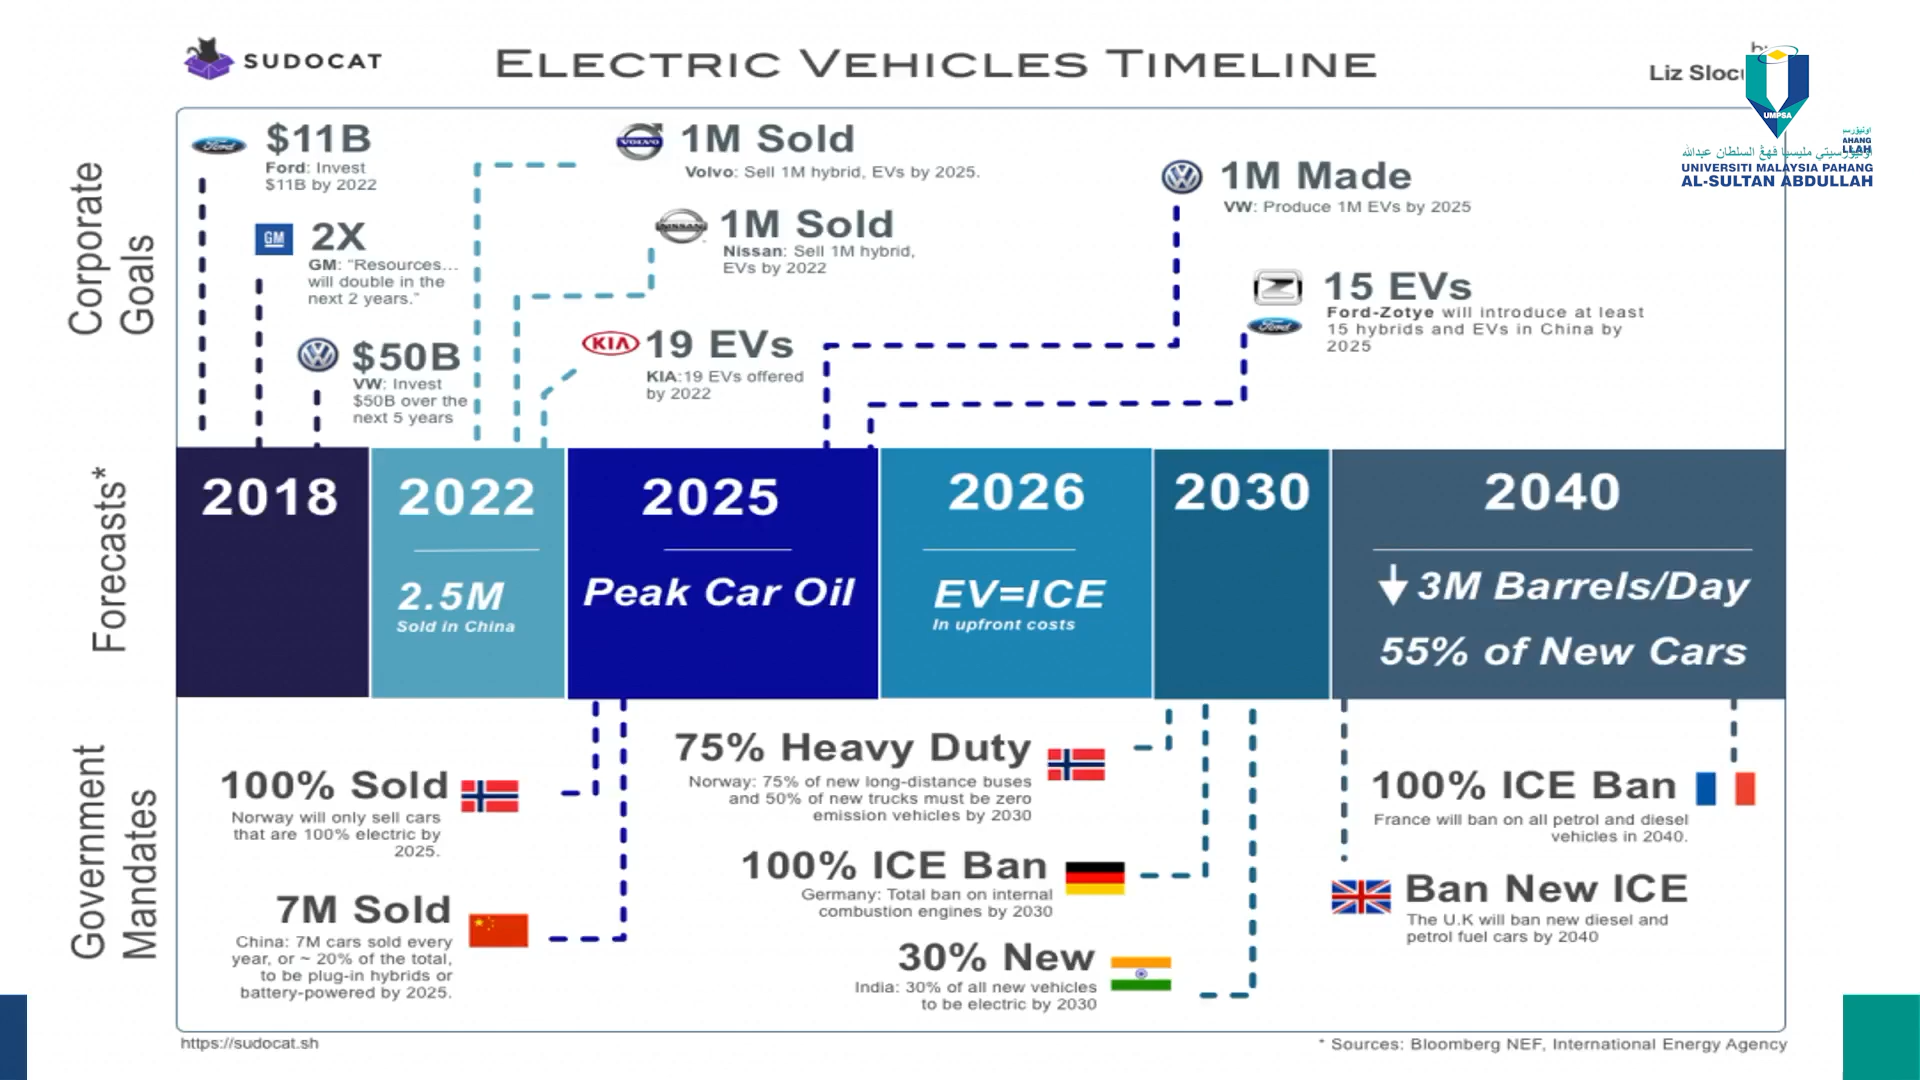 SUDOCAT
ELECTRIC VEHICLES TIMELINE
Liz
UMPSA
اونيۏرسيتي مليسيا ڤهڠ السلطان عبدالله
UNIVERSITI MALAYSIA PAHANG
AL-SULTAN ABDULLAH
Corporate
Goals
Ford
$11B
Ford: Invest
$11B by 2022
GM
2X
GM: "Resources...
will double in the
next 2 years."
$50B
VW: Invest
$50B over the
next 5 years
VOLVO
1M Sold
Volvo: Sell 1M hybrid, EVs by 2025.
NISSAN
1M Sold
Nissan: Sell 1M hybrid,
EVs by 2022
KIA
19 EVs
KIA:19 EVs offered
by 2022
1M Made
VW: Produce 1M EVs by 2025
Ford
15 EVs
Ford-Zotye will introduce at least
15 hybrids and EVs in China by
2025
Forecasts*
2018
2022
2.5M
Sold in China
2025
Peak Car Oil
2026
EV=ICE
In upfront costs
2030
2040
↓ 3M Barrels/Day
55% of New Cars
Government
Mandates
100% Sold
Norway will only sell cars
that are 100% electric by
2025.
7M Sold
China: 7M cars sold every
year, or ~ 20% of the total,
to be plug-in hybrids or
battery-powered by 2025.
75% Heavy Duty
Norway: 75% of new long-distance buses
and 50% of new trucks must be zero
emission vehicles by 2030
100% ICE Ban
Germany: Total ban on internal
combustion engines by 2030
30% New
India: 30% of all new vehicles
to be electric by 2030
100% ICE Ban
France will ban on all petrol and diesel
vehicles in 2040.
Ban New ICE
The U.K will ban new diesel and
petrol fuel cars by 2040
https://sudocat.sh
* Sources: Bloomberg NEF, International Energy Agency